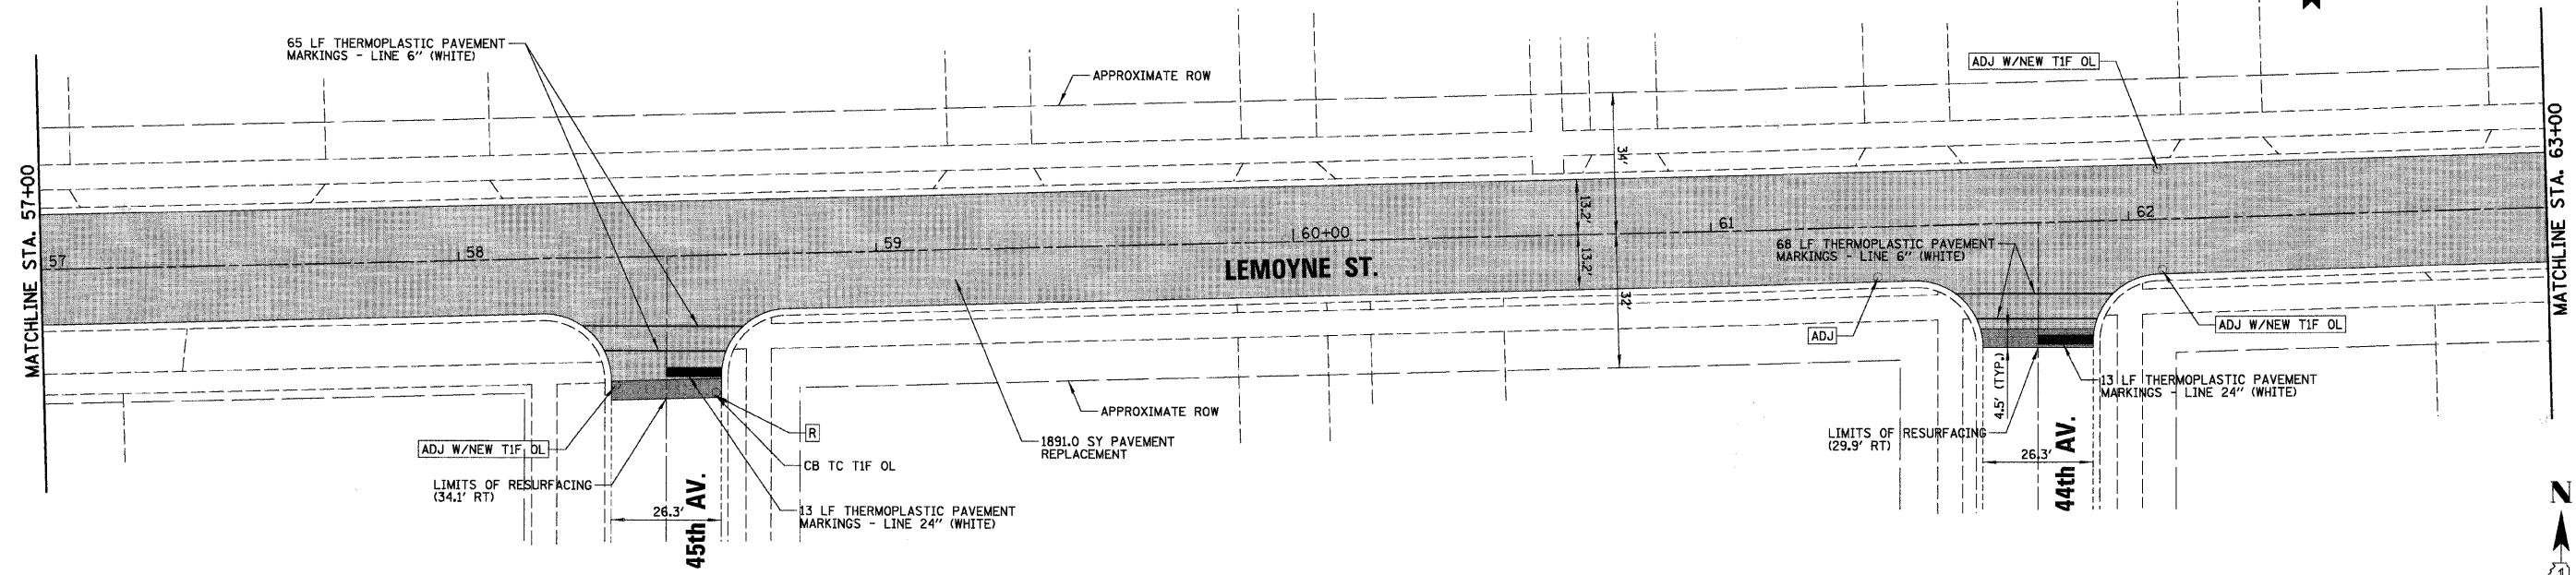 65 LF THERMOPLASTIC PAVEMENT
MARKINGS - LINE 6" (WHITE)
APPROXIMATE ROW
ADJ W/NEW T1F OL
MATCHLINE STA. 57+00
MATCHLINE STA. 63+00
34'
13.2'
13.2'
32'
57
58
59
60+00
61
62
LEMOYNE ST.
68 LF THERMOPLASTIC PAVEMENT
MARKINGS - LINE 6" (WHITE)
ADJ
ADJ W/NEW T1F OL
4.5' (TYP.)
13 LF THERMOPLASTIC PAVEMENT
MARKINGS - LINE 24" (WHITE)
APPROXIMATE ROW
R
ADJ W/NEW T1F OL
1891.0 SY PAVEMENT
REPLACEMENT
CB TC T1F OL
LIMITS OF RESURFACING
(29.9' RT)
26.3'
44th AV.
LIMITS OF RESURFACING
(34.1' RT)
26.3'
45th AV.
13 LF THERMOPLASTIC PAVEMENT
MARKINGS - LINE 24" (WHITE)
N